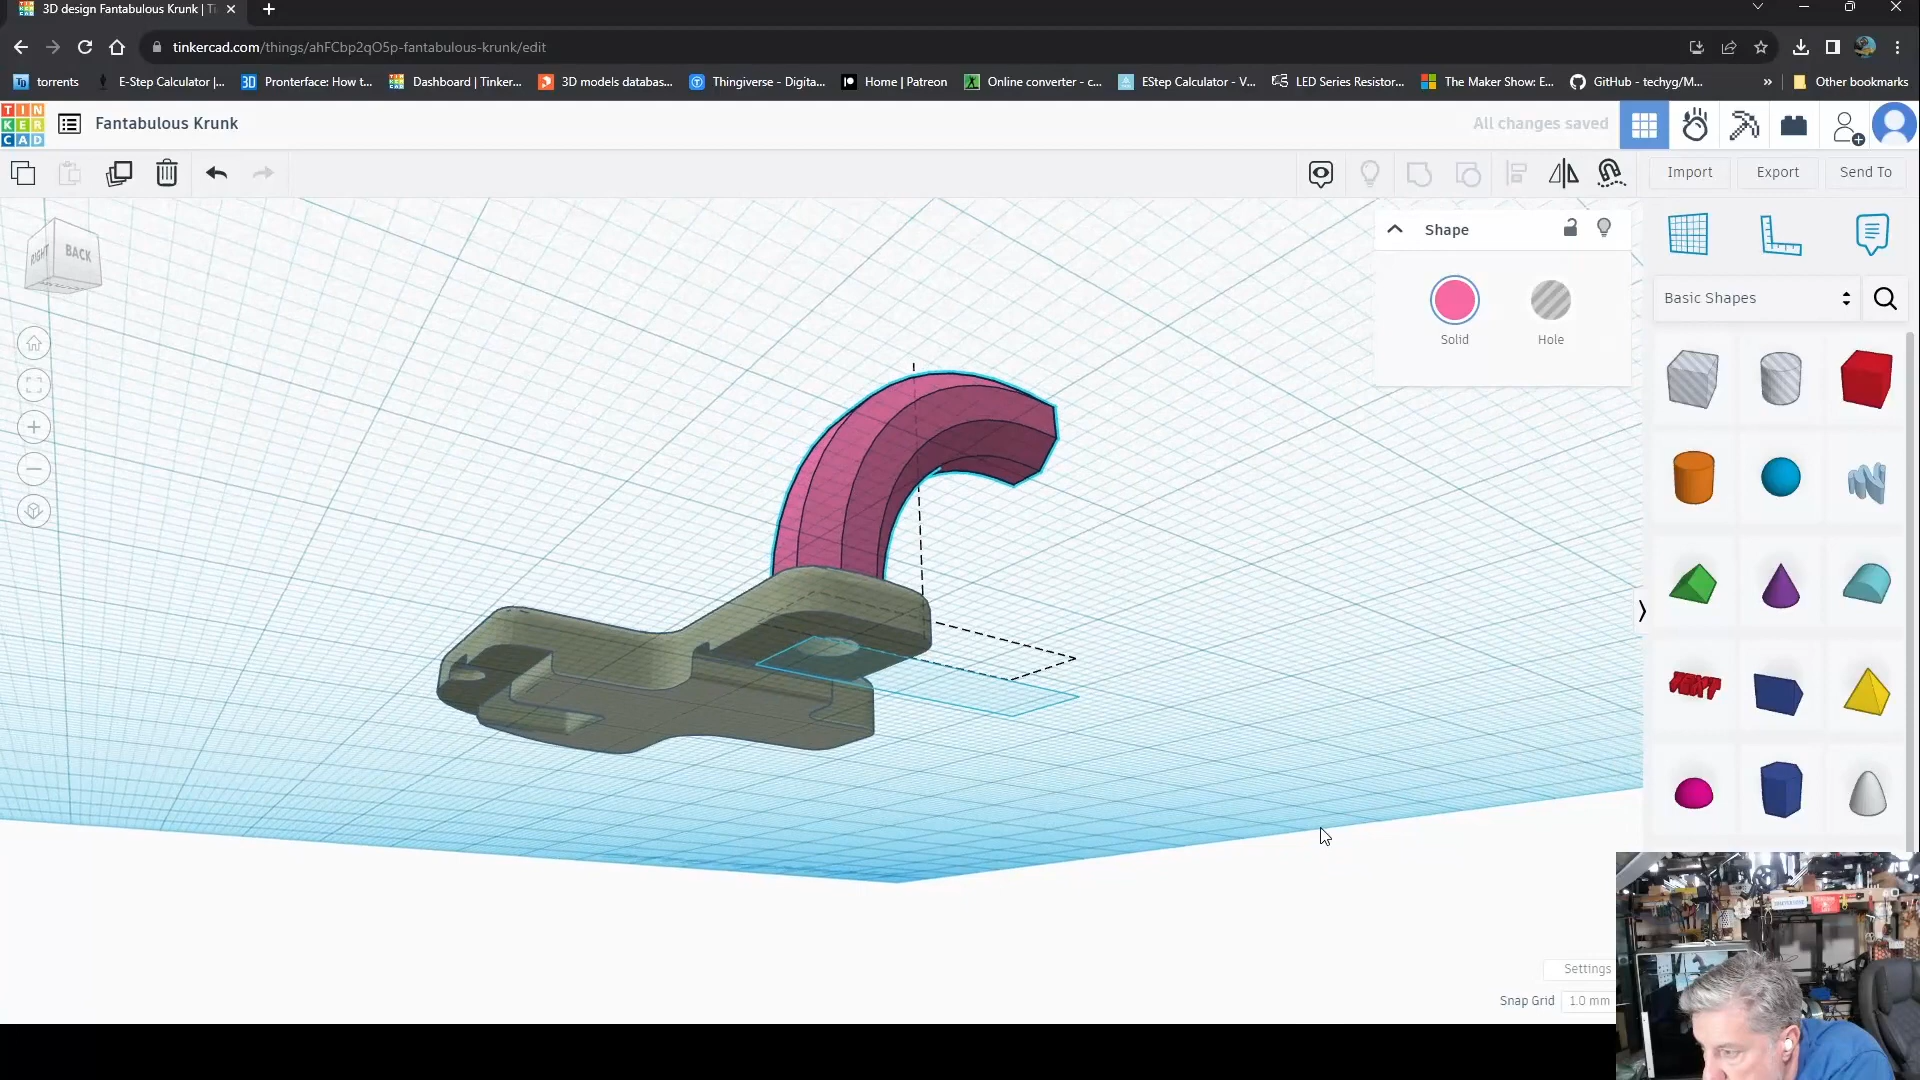 3D design Fantabulous Krunk | Ti
tinkercad.com/things/ahFCbp2qO5p-fantabulous-krunk/edit
torrents
E-Step Calculator |...
Pronterface: How t...
Dashboard | Tinker...
3D models databas...
Thingiverse - Digita...
Home | Patreon
Online converter - c...
EStep Calculator - V...
LED Series Resistor...
The Maker Show: E...
GitHub - techyg/M...
» Other bookmarks
TIN
KER
CAD
Fantabulous Krunk
All changes saved
Import
Export
Send To
RIGHT
BACK
Shape
Solid
Hole
Basic Shapes
TEXT
Settings
Snap Grid 1.0 mm